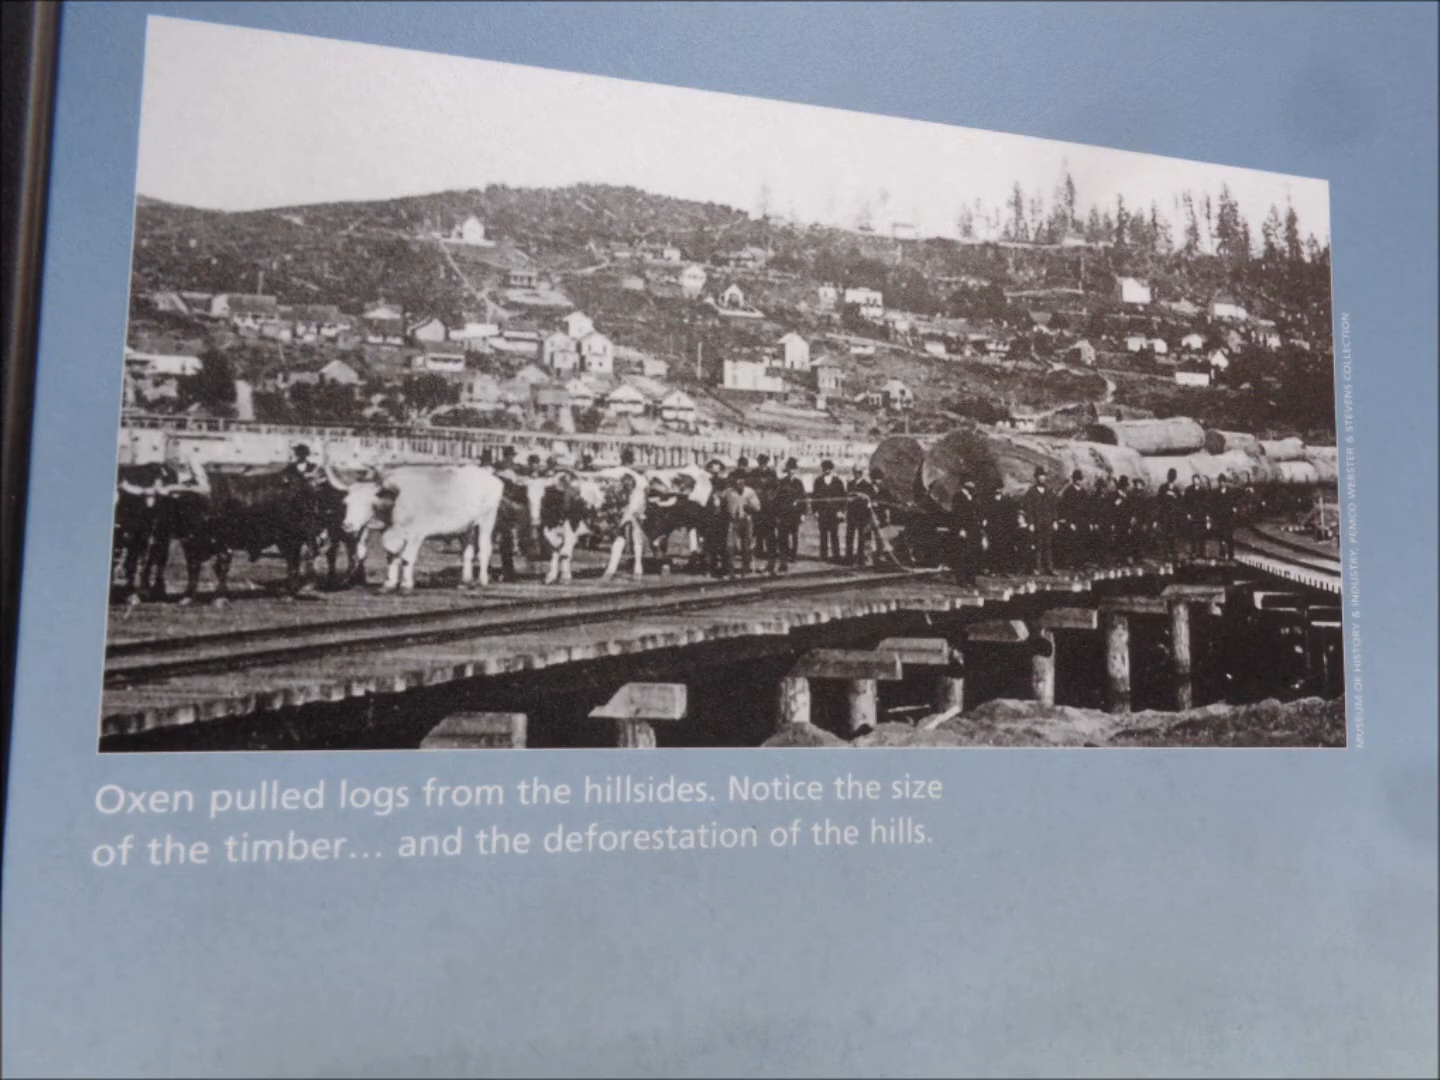 Oxen pulled logs from the hillsides. Notice the size
of the timber... and the deforestation of the hills.
MUSEUM OF HISTORY & INDUSTRY, PEMCO WEBSTER & STEVENS COLLECTION